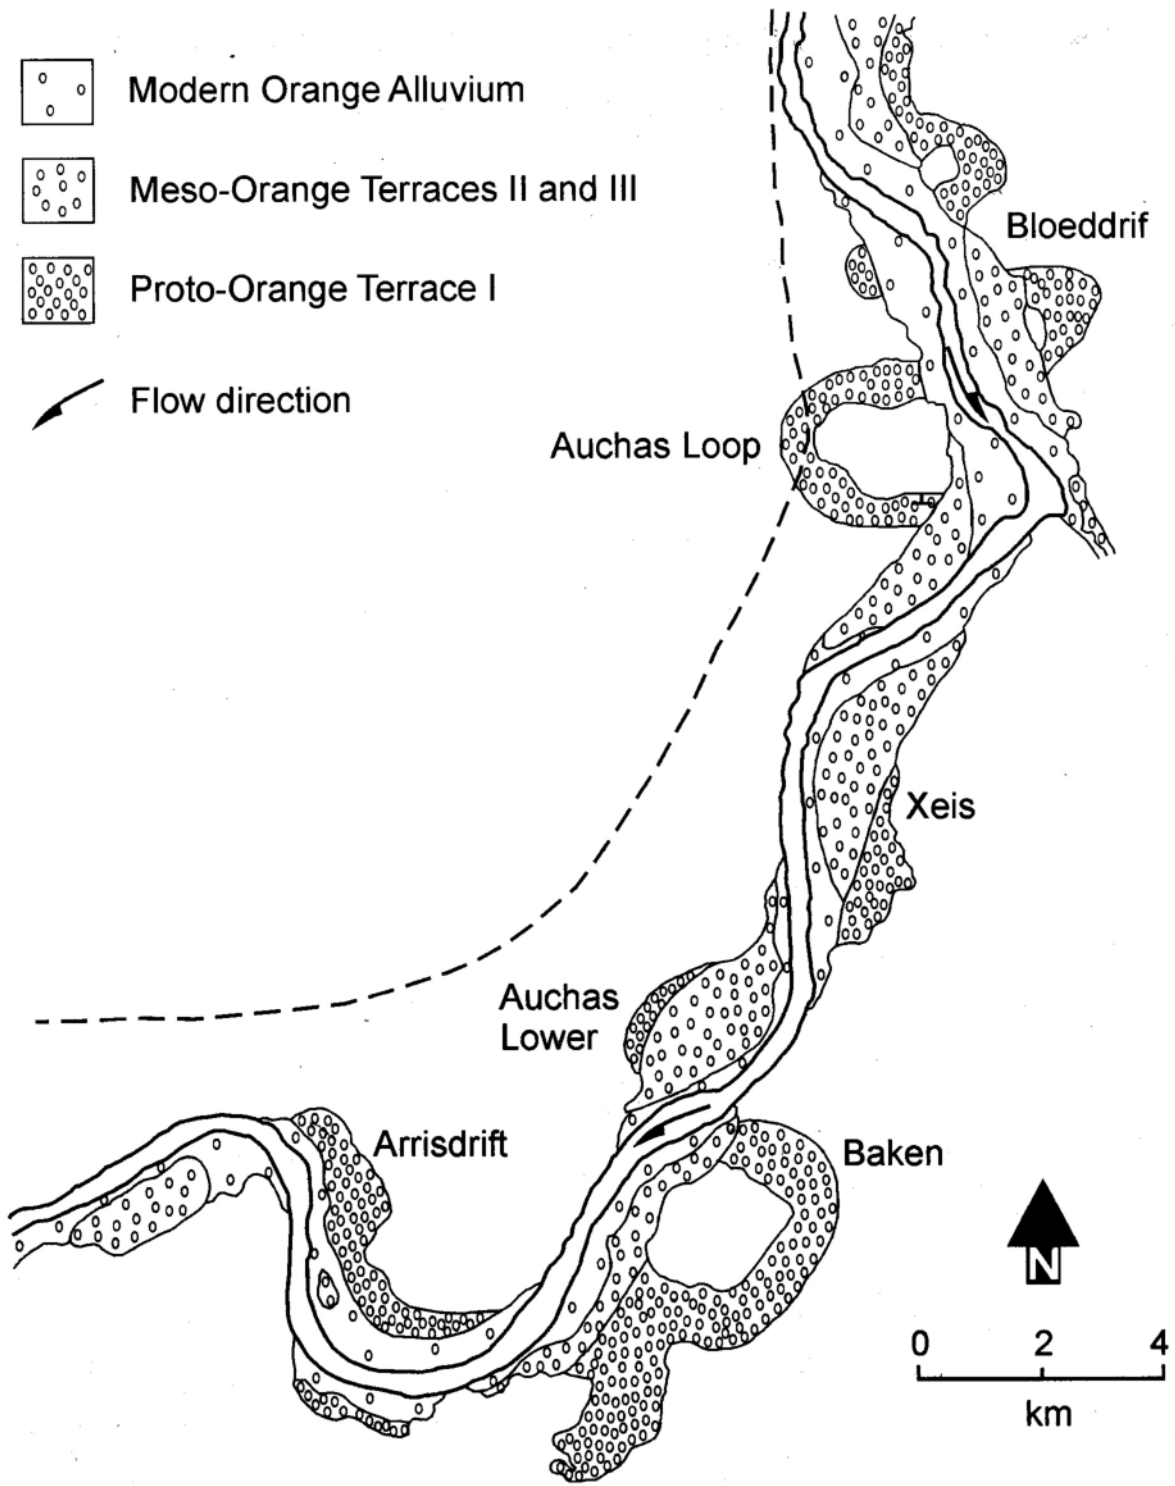 Modern Orange Alluvium
Meso-Orange Terraces II and III
Proto-Orange Terrace I
Flow direction
Bloeddrif
Auchas Loop
Xeis
Auchas
Lower
Arrisdrift
Baken
N
0 2 4
km